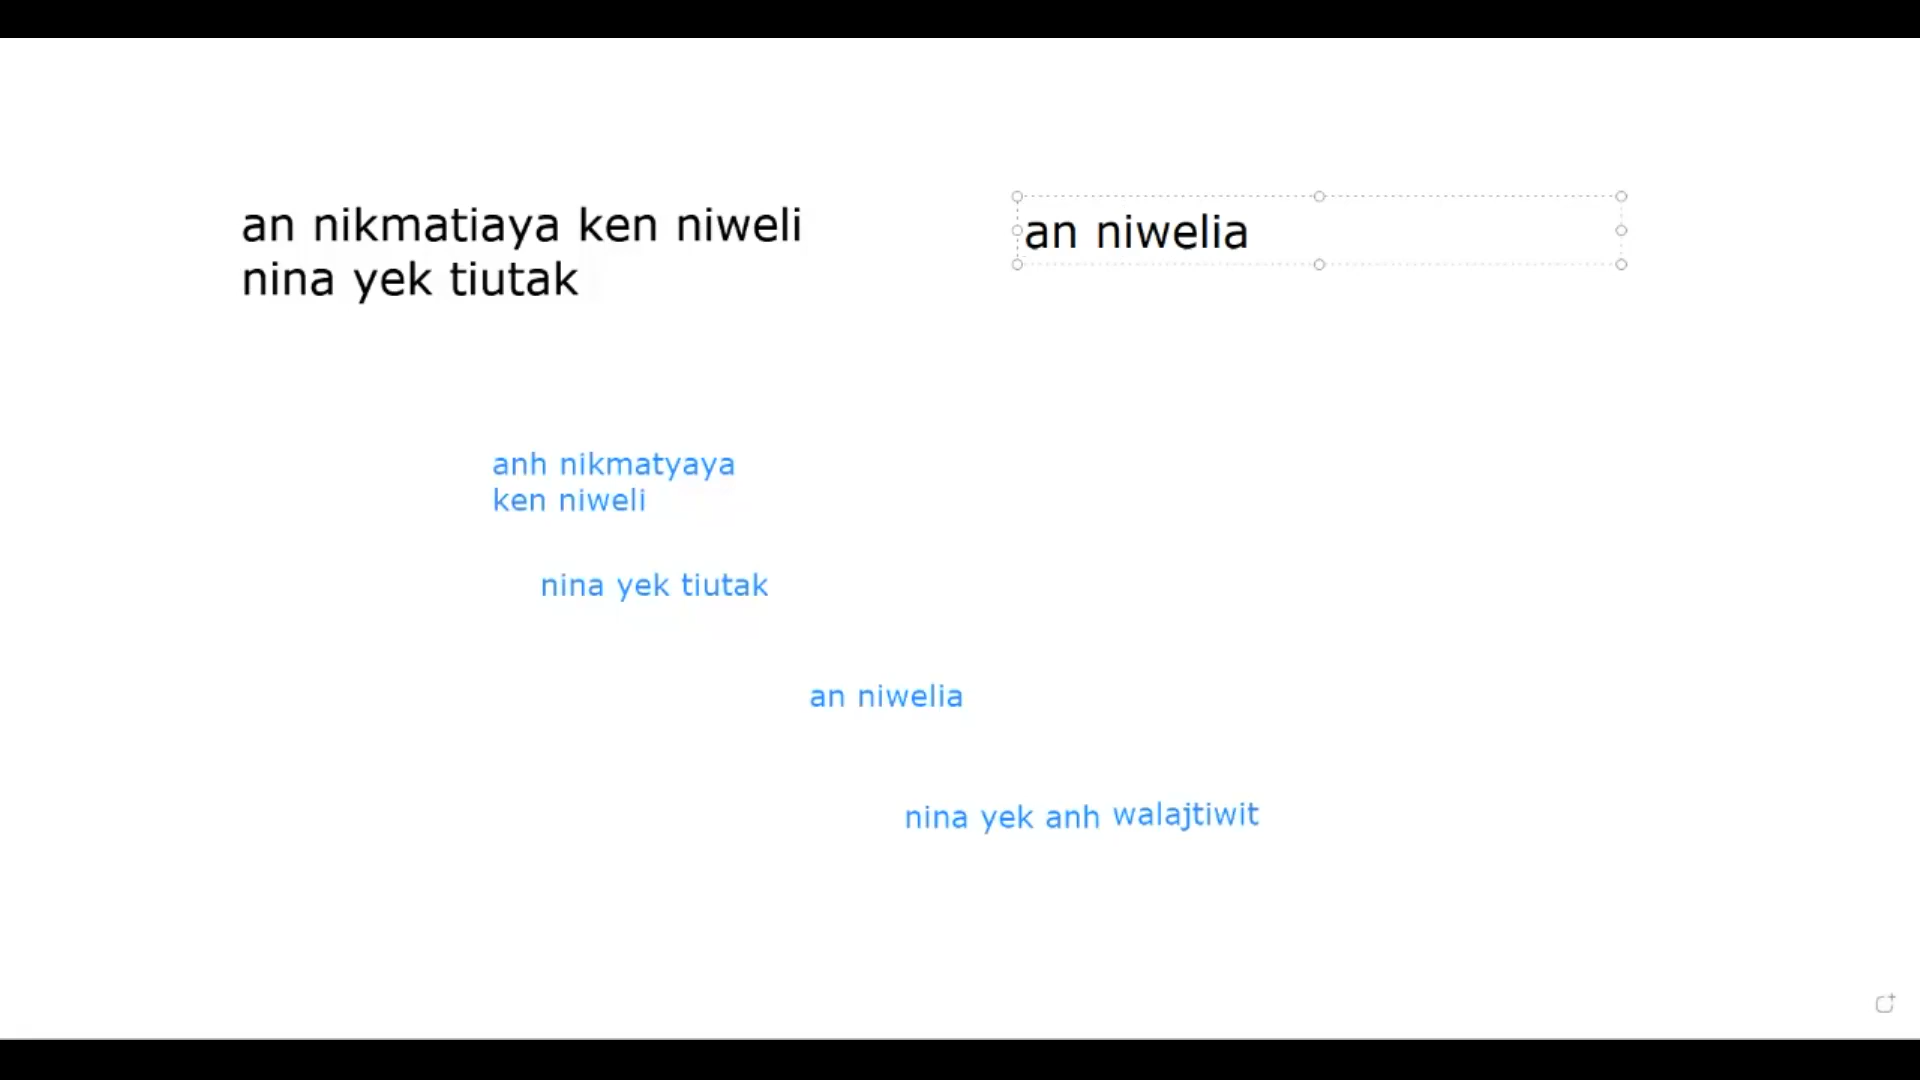 an nikmatiaya ken niweli
nina yek tiutak
an niwelia
anh nikmatyaya
ken niweli
nina yek tiutak
an niwelia
nina yek anh walajtiwit